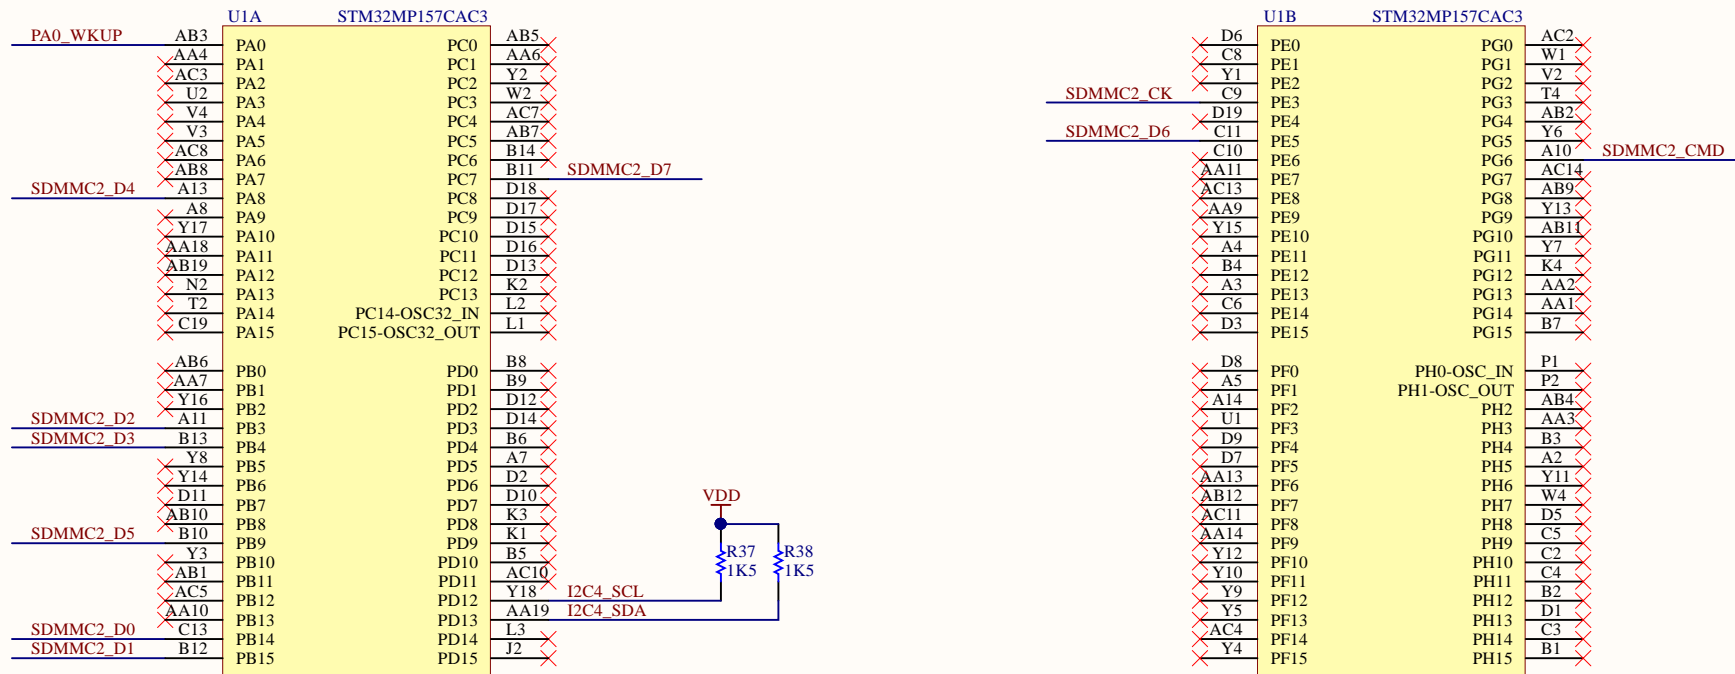 U1A STM32MP157CAC3 U1B STM32MP157CAC3
PA0_WKUP AB3 PA0 PC0 AB5 D6 PE0 PG0 AC2
AA4 PA1 PC1 AA6 C8 PE1 PG1 W1
AC3 PA2 PC2 Y2 Y1 PE2 PG2 V2
U2 PA3 PC3 W2 SDMMC2_CK C9 PE3 PG3 T4
V4 PA4 PC4 AC7 D19 PE4 PG4 AB2
V3 PA5 PC5 AB7 SDMMC2_D6 C11 PE5 PG5 Y6
AC8 PA6 PC6 B14 C10 PE6 PG6 A10 SDMMC2_CMD
AB8 PA7 PC7 B11 SDMMC2_D7 AA11 PE7 PG7 AC14
SDMMC2_D4 A13 PA8 PC8 D18 AC13 PE8 PG8 AB9
A8 PA9 PC9 D17 AA9 PE9 PG9 Y13
Y17 PA10 PC10 D15 Y15 PE10 PG10 AB11
AA18 PA11 PC11 D16 A4 PE11 PG11 Y7
AB19 PA12 PC12 D13 B4 PE12 PG12 K4
N2 PA13 PC13 K2 A3 PE13 PG13 AA2
T2 PA14 PC14-OSC32_IN L2 C6 PE14 PG14 AA1
C19 PA15 PC15-OSC32_OUT L1 D3 PE15 PG15 B7
AB6 PB0 PD0 B8 D8 PF0 PH0-OSC_IN P1
AA7 PB1 PD1 B9 A5 PF1 PH1-OSC_OUT P2
Y16 PB2 PD2 D12 A14 PF2 PH2 AB4
SDMMC2_D2 A11 PB3 PD3 D14 U1 PF3 PH3 AA3
SDMMC2_D3 B13 PB4 PD4 B6 D9 PF4 PH4 B3
Y8 PB5 PD5 A7 D7 PF5 PH5 A2
Y14 PB6 PD6 D2 AA13 PF6 PH6 Y11
D11 PB7 PD7 D10 VDD AB12 PF7 PH7 W4
AB10 PB8 PD8 K3 AC11 PF8 PH8 D5
SDMMC2_D5 B10 PB9 PD9 K1 AA14 PF9 PH9 C5
Y3 PB10 PD10 B5 R37 R38 Y12 PF10 PH10 C2
AB1 PB11 PD11 AC10 1K5 1K5 Y10 PF11 PH11 C4
AC5 PB12 PD12 Y18 I2C4_SCL Y9 PF12 PH12 B2
AA10 PB13 PD13 AA19 I2C4_SDA Y5 PF13 PH13 D1
SDMMC2_D0 C13 PB14 PD14 L3 AC4 PF14 PH14 C3
SDMMC2_D1 B12 PB15 PD15 J2 Y4 PF15 PH15 B1